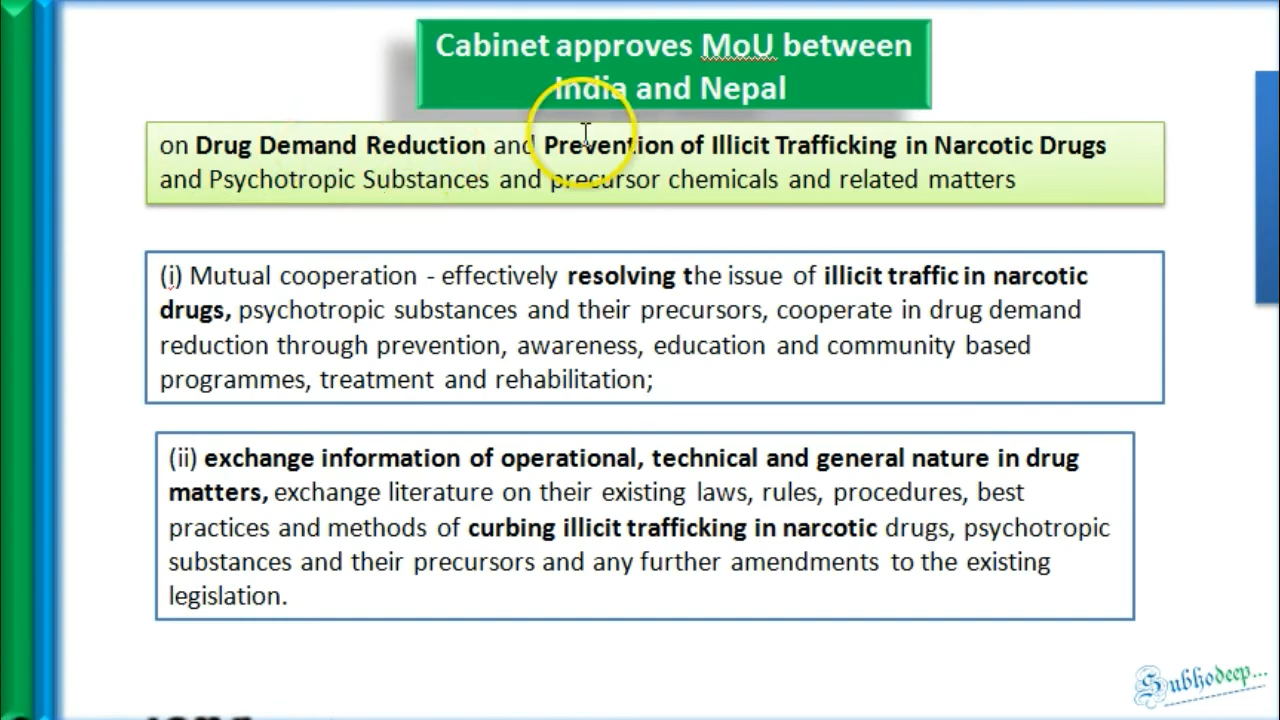 Cabinet approves MoU between
India and Nepal
on Drug Demand Reduction and Prevention of Illicit Trafficking in Narcotic Drugs
and Psychotropic Substances and precursor chemicals and related matters
(i) Mutual cooperation - effectively resolving the issue of illicit traffic in narcotic
drugs, psychotropic substances and their precursors, cooperate in drug demand
reduction through prevention, awareness, education and community based
programmes, treatment and rehabilitation;
(ii) exchange information of operational, technical and general nature in drug
matters, exchange literature on their existing laws, rules, procedures, best
practices and methods of curbing illicit trafficking in narcotic drugs, psychotropic
substances and their precursors and any further amendments to the existing
legislation.
Subhodeep...